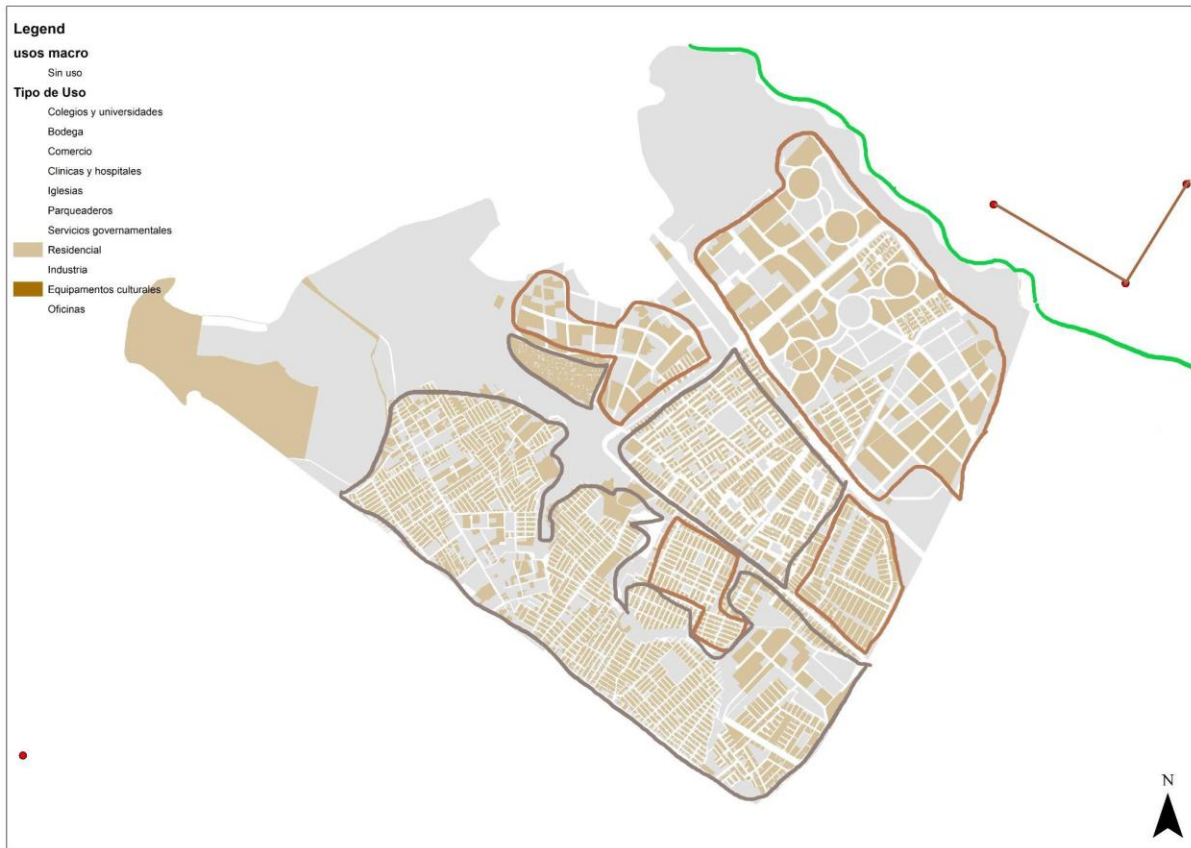 Legend
usos macro
Sin uso
Tipo de Uso
Colegios y universidades
Bodega
Comercio
Clinicas y hospitales
Iglesias
Parqueaderos
Servicios governamentales
Residencial
Industria
Equipamentos culturales
Oficinas
N